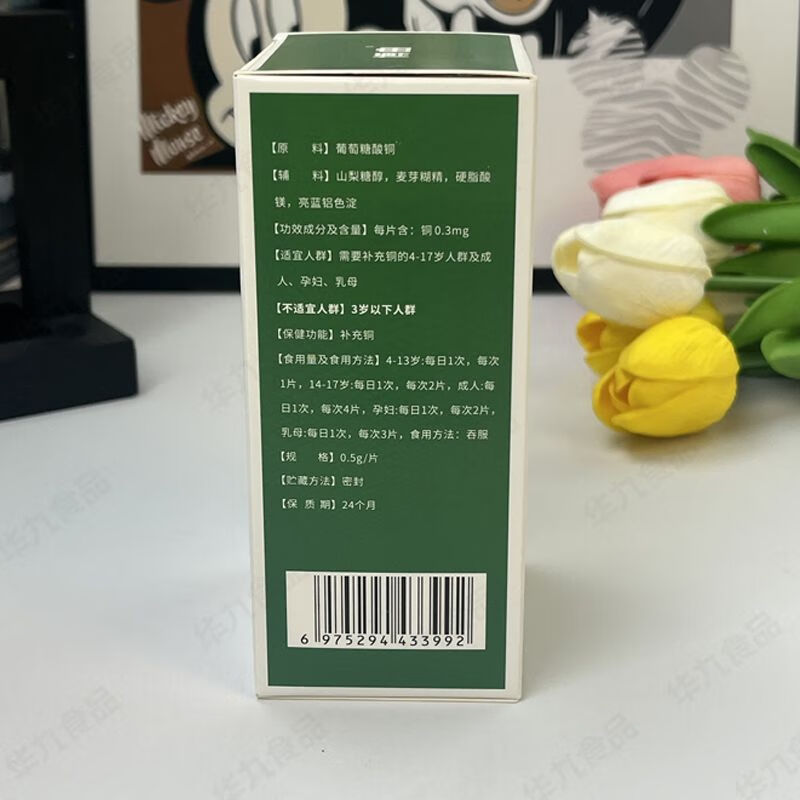 Mickey
Mouse
【原 料】葡萄糖酸铜
【辅 料】山梨糖醇，麦芽糊精，硬脂酸
镁，亮蓝铝色淀
【功效成分及含量】每片含：铜0.3mg
【适宜人群】需要补充铜的4-17岁人群及成
人、孕妇、乳母
【不适宜人群】3岁以下人群
【保健功能】补充铜
【食用量及食用方法】4-13岁:每日1次，每次
1片，14-17岁:每日1次，每次2片，成人:每
日1次，每次4片，孕妇:每日1次，每次2片，
乳母:每日1次，每次3片，食用方法：吞服
【规 格】0.5g/片
【贮藏方法】密封
【保 质 期】24个月
6 975294 433992
华九食品